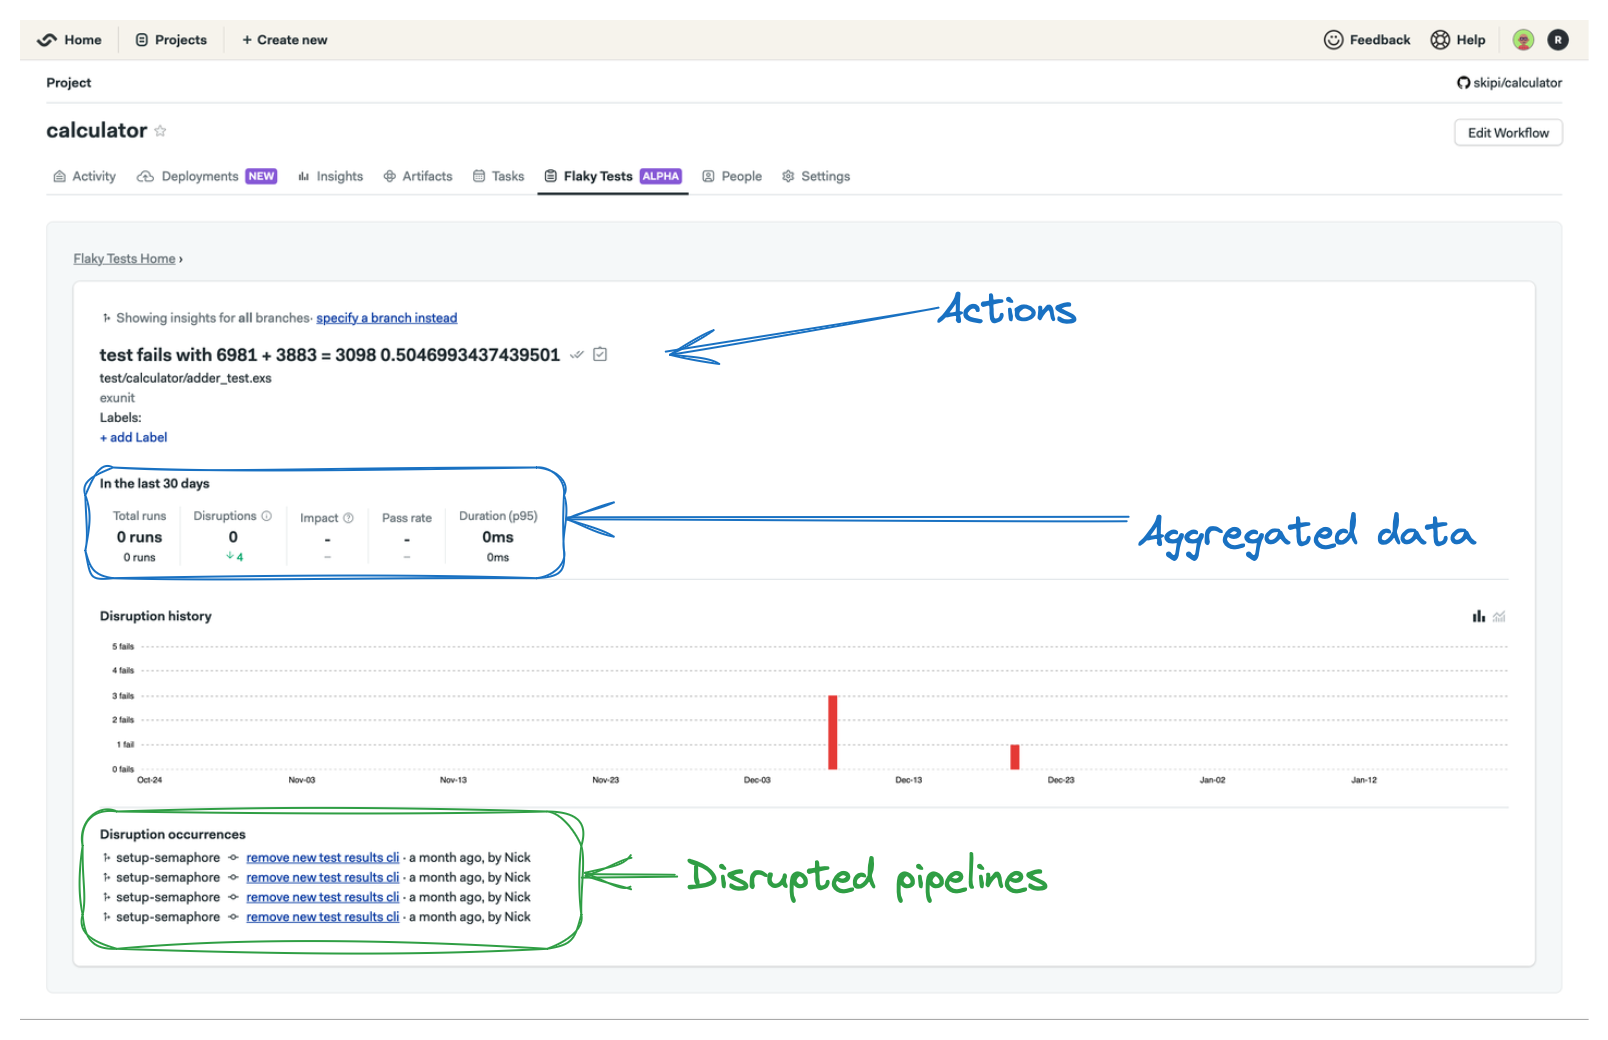 Home Projects + Create new Feedback Help R
Project skipi/calculator
calculator Edit Workflow
Activity Deployments NEW Insights Artifacts Tasks Flaky Tests ALPHA People Settings
Flaky Tests Home ›
Actions
Showing insights for all branches· specify a branch instead
test fails with 6981 + 3883 = 3098 0.5046993437439501
test/calculator/adder_test.exs
exunit
Labels:
+ add Label
In the last 30 days
Total runs Disruptions Impact Pass rate Duration (p95)
0 runs 0 - - 0ms
0 runs ↓4 – – 0ms
Aggregated data
Disruption history
5 fails
4 fails
3 fails
2 fails
1 fail
0 fails
Oct-24 Nov-03 Nov-13 Nov-23 Dec-03 Dec-13 Dec-23 Jan-02 Jan-12
Disruption occurrences
setup-semaphore remove new test results cli · a month ago, by Nick
setup-semaphore remove new test results cli · a month ago, by Nick
setup-semaphore remove new test results cli · a month ago, by Nick
setup-semaphore remove new test results cli · a month ago, by Nick
Disrupted pipelines